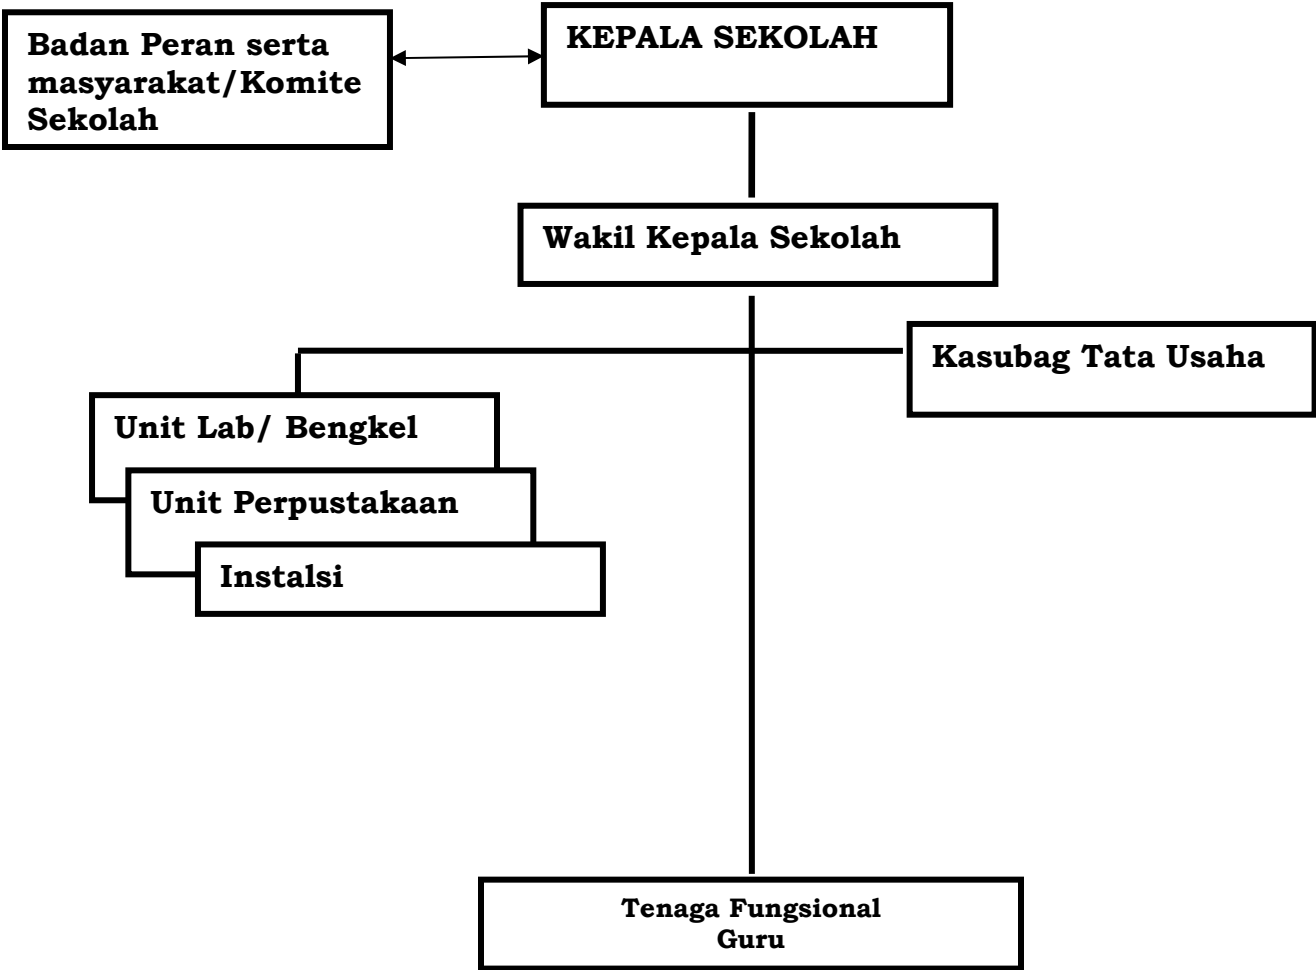 Badan Peran serta
masyarakat/Komite
Sekolah
KEPALA SEKOLAH
Wakil Kepala Sekolah
Kasubag Tata Usaha
Unit Lab/ Bengkel
Unit Perpustakaan
Instalsi
Tenaga Fungsional
Guru